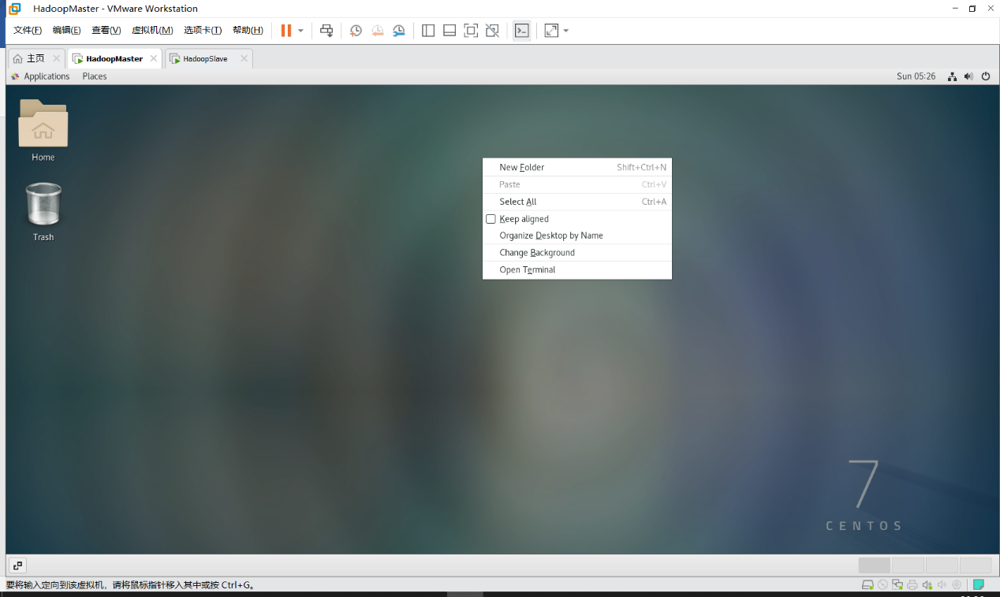 HadoopMaster - VMware Workstation
文件(F) 编辑(E) 查看(V) 虚拟机(M) 选项卡(T) 帮助(H)
主页 HadoopMaster HadoopSlave
Applications Places Sun 05:26
Home
Trash
New Folder Shift+Ctrl+N
Paste Ctrl+V
Select All Ctrl+A
Keep aligned
Organize Desktop by Name
Change Background
Open Terminal
7
CENTOS
要将输入定向到该虚拟机，请将鼠标指针移入其中或按 Ctrl+G。